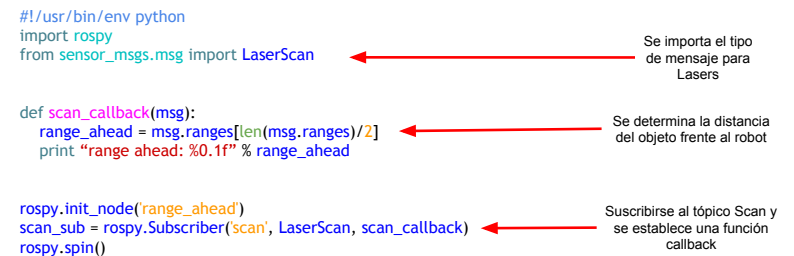 #!/usr/bin/env python
import rospy
from sensor_msgs.msg import LaserScan
Se importa el tipo
de mensaje para
Lasers
def scan_callback(msg):
range_ahead = msg.ranges[len(msg.ranges)/2]
print “range ahead: %0.1f” % range_ahead
Se determina la distancia
del objeto frente al robot
rospy.init_node('range_ahead')
scan_sub = rospy.Subscriber('scan', LaserScan, scan_callback)
rospy.spin()
Suscribirse al tópico Scan y
se establece una función
callback